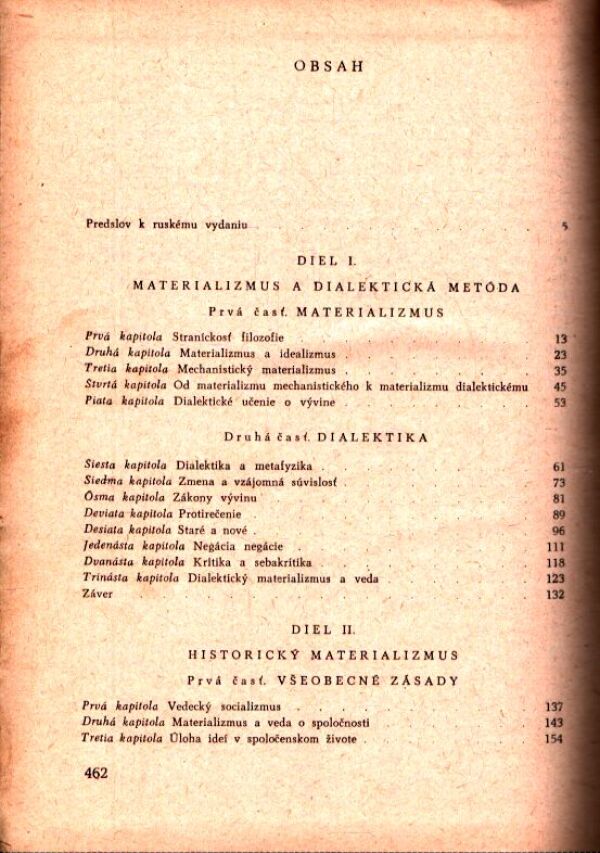 OBSAH
Predslov k ruskému vydaniu . . . . . . . . . . 5
DIEL I.
MATERIALIZMUS A DIALEKTICKÁ METÓDA
Prvá časť. MATERIALIZMUS
Prvá kapitola Straníckosť filozofie . . . . . . . . 13
Druhá kapitola Materializmus a idealizmus . . . . . . . 23
Tretia kapitola Mechanistický materializmus . . . . . . . 35
Štvrtá kapitola Od materializmu mechanistického k materializmu dialektickému 45
Piata kapitola Dialektické učenie o vývine . . . . . . . 53
Druhá časť. DIALEKTIKA
Siesta kapitola Dialektika a metafyzika . . . . . . . . 61
Siedma kapitola Zmena a vzájomná súvislosť . . . . . . . 73
Ôsma kapitola Zákony vývinu . . . . . . . . . 81
Deviata kapitola Protirečenie . . . . . . . . . 89
Desiata kapitola Staré a nové . . . . . . . . . 96
Jedenásta kapitola Negácia negácie . . . . . . . . 111
Dvanásta kapitola Kritika a sebakritika . . . . . . . 118
Trinásta kapitola Dialektický materializmus a veda . . . . . 123
Záver . . . . . . . . . . . . . 132
DIEL II.
HISTORICKÝ MATERIALIZMUS
Prvá časť. VŠEOBECNÉ ZÁSADY
Prvá kapitola Vedecký socializmus . . . . . . . . 137
Druhá kapitola Materializmus a veda o spoločnosti . . . . . 143
Tretia kapitola Úloha ideí v spoločenskom živote . . . . . . 154
462